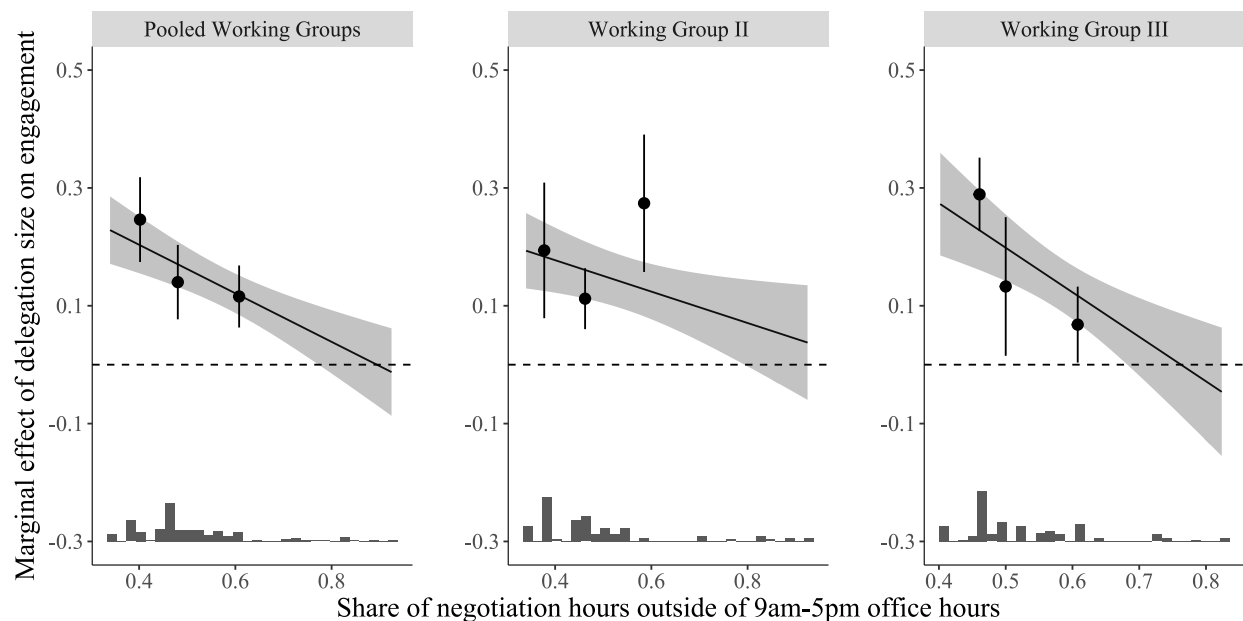 Pooled Working Groups
Working Group II
Working Group III
Marginal effect of delegation size on engagement
0.5
0.3
0.1
-0.1
-0.3
0.4 0.6 0.8
0.5
0.3
0.1
-0.1
-0.3
0.4 0.6 0.8
0.5
0.3
0.1
-0.1
-0.3
0.4 0.5 0.6 0.7 0.8
Share of negotiation hours outside of 9am-5pm office hours